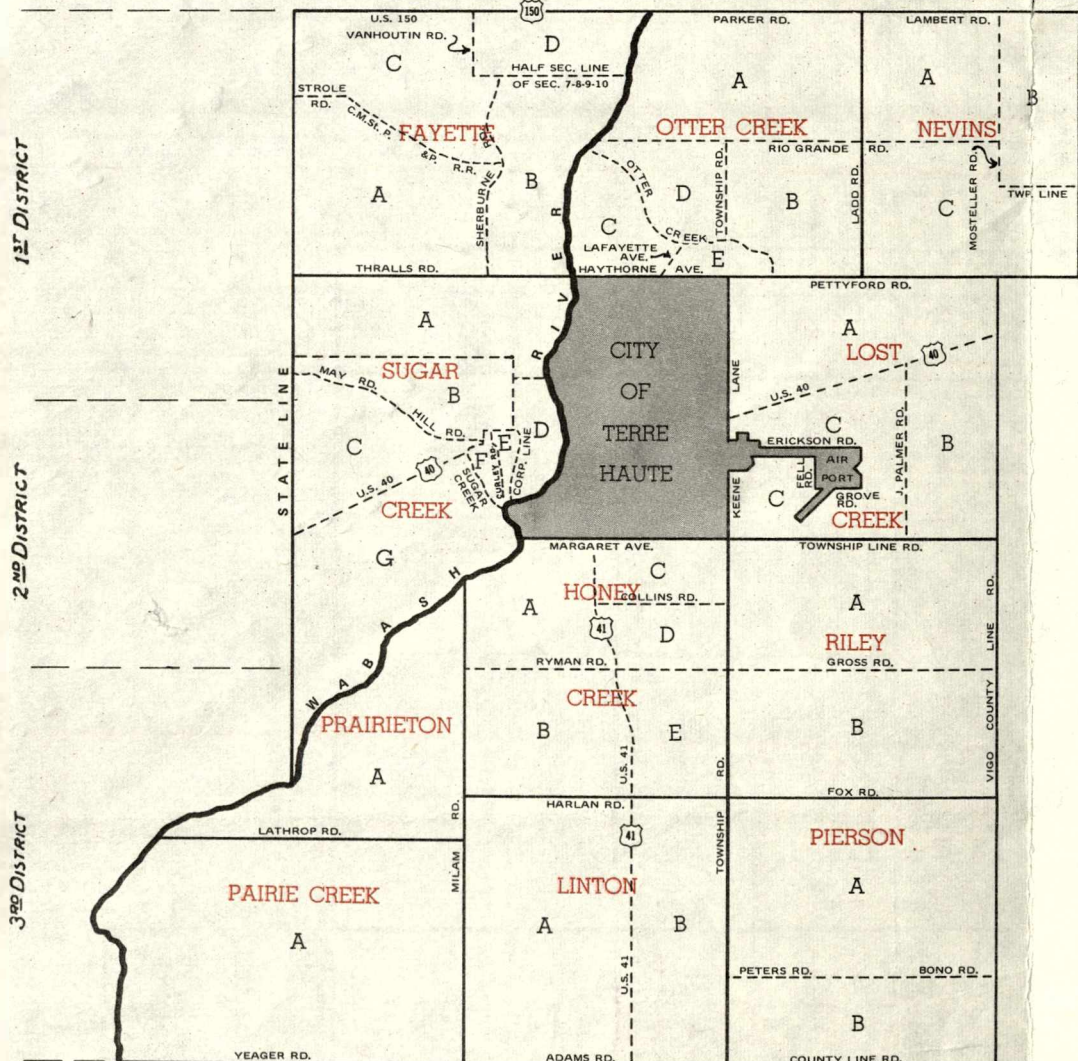 U.S. 150
150
PARKER RD.
LAMBERT RD.
VANHOUTIN RD.
D
C
HALF SEC. LINE
OF SEC. 7-8-9-10
A
A
B
STROLE
RD.
C.M.St. P.
&P.
R.R.
FAYETTE
ROAD
OTTER CREEK
NEVINS
RIO GRANDE
RD.
1ST DISTRICT
A
SHERBURNE
B
OTTER
CREEK
D
TOWNSHIP RD.
B
LADD RD.
C
MOSTELLER RD.
TWP. LINE
C
LAFAYETTE
AVE.
E
THRALLS RD.
HAYTHORNE
AVE.
PETTYFORD RD.
WABASH
RIVER
STATE LINE
A
CITY
OF
TERRE
HAUTE
LANE
A
LOST
40
U.S. 40
MAY RD.
SUGAR
B
HILL
RD.
C
F
E
D
U.S. 40
40
SUGAR
CREEK
CURLEY RD.
CORP. LINE
C
J. PALMER RD.
B
ERICKSON RD.
AIR
PORT
FELL
RD.
KEENE
C
GROVE
RD.
CREEK
CREEK
2ND DISTRICT
G
MARGARET AVE.
TOWNSHIP LINE RD.
HONEY
C
COLLINS RD.
A
41
D
A
RILEY
RYMAN RD.
GROSS RD.
VIGO COUNTY LINE RD.
CREEK
PRAIRIETON
A
B
U.S. 41
E
B
HARLAN RD.
FOX RD.
3RD DISTRICT
LATHROP RD.
MILAM
RD.
41
TOWNSHIP
RD.
PIERSON
PAIRIE CREEK
A
LINTON
A
B
A
U.S. 41
PETERS RD.
BONO RD.
B
YEAGER RD.
ADAMS RD.
COUNTY LINE RD.